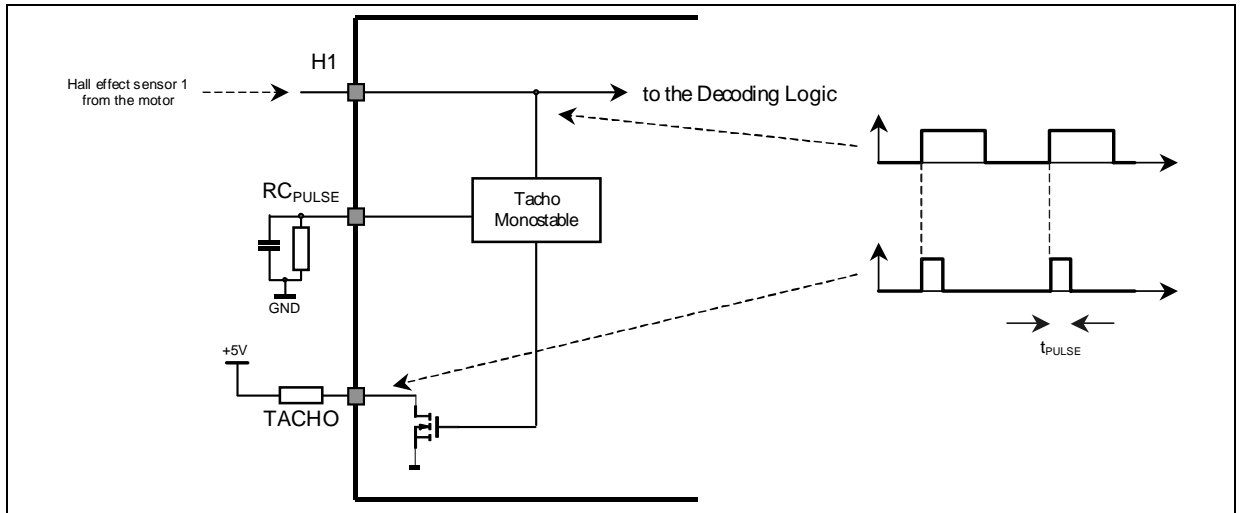 H1
Hall effect sensor 1
from the motor
to the Decoding Logic
RCPULSE
Tacho
Monostable
GND
+5V
TACHO
tPULSE